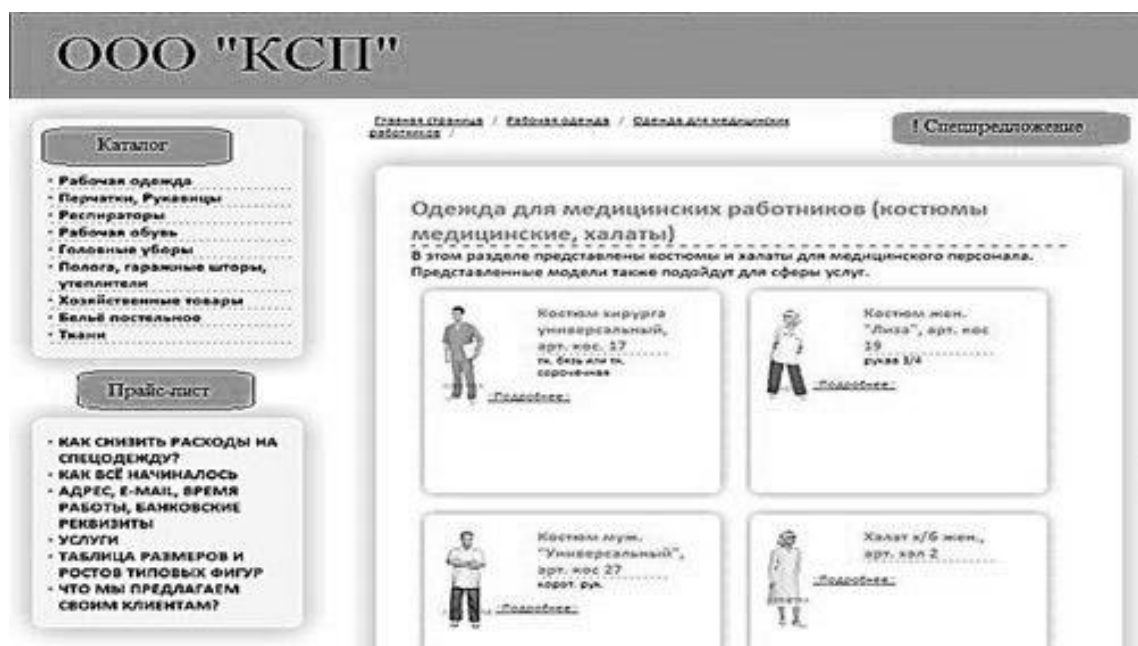 ООО "КСП"
Главная страница / Рабочая одежда / Одежда для медицинских
работников /
! Спецпредложение
Каталог
· Рабочая одежда
· Перчатки, Рукавицы
· Респираторы
· Рабочая обувь
· Головные уборы
· Полога, гаражные шторы,
утеплители
· Хозяйственные товары
· Бельё постельное
· Ткани
Прайс-лист
· КАК СНИЗИТЬ РАСХОДЫ НА
СПЕЦОДЕЖДУ?
· КАК ВСЁ НАЧИНАЛОСЬ
· АДРЕС, E-MAIL, ВРЕМЯ
РАБОТЫ, БАНКОВСКИЕ
РЕКВИЗИТЫ
· УСЛУГИ
· ТАБЛИЦА РАЗМЕРОВ И
РОСТОВ ТИПОВЫХ ФИГУР
· ЧТО МЫ ПРЕДЛАГАЕМ
СВОИМ КЛИЕНТАМ?
Одежда для медицинских работников (костюмы
медицинские, халаты)
В этом разделе представлены костюмы и халаты для медицинского персонала.
Представленные модели также подойдут для сферы услуг.
Костюм хирурга
универсальный,
арт. кос. 17
тк. бязь или тк.
сорочечная
Подробнее
Костюм жен.
"Лиза", арт. кос
19
рукав 3/4
Подробнее
Костюм муж.
"Универсальный",
арт. кос 27
корот. рук.
Подробнее
Халат х/б жен.,
арт. хал 2
Подробнее